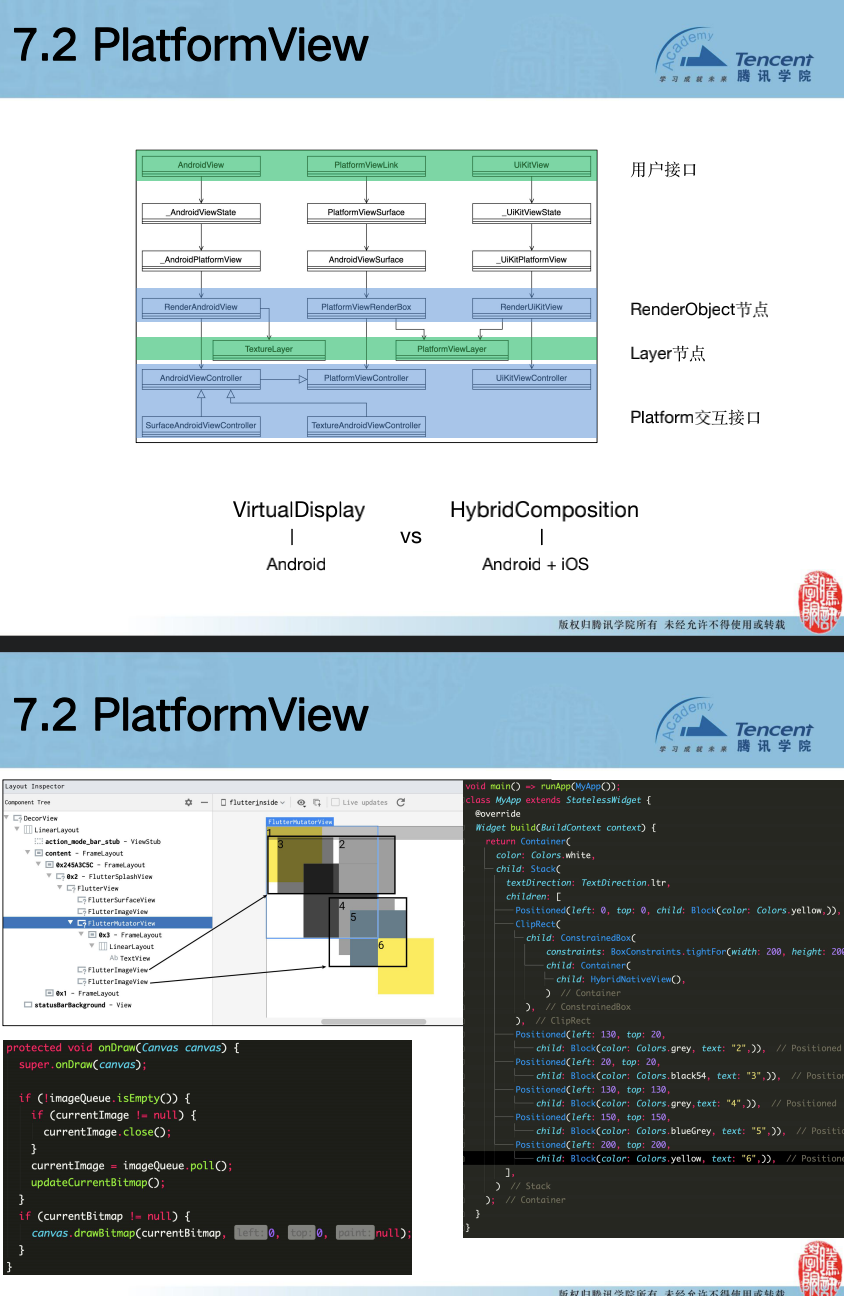 7.2 PlatformView
Academy
Tencent
学习成就未来 腾讯学院
AndroidView PlatformViewLink UiKitView 用户接口
_AndroidViewState PlatformViewSurface _UiKitViewState
_AndroidPlatformView AndroidViewSurface _UiKitPlatformView
RenderAndroidView PlatformViewRenderBox RenderUiKitView RenderObject节点
TextureLayer PlatformViewLayer Layer节点
AndroidViewController PlatformViewController UiKitViewController
SurfaceAndroidViewController TextureAndroidViewController Platform交互接口
VirtualDisplay vs HybridComposition
Android Android + iOS
版权归腾讯学院所有 未经允许不得使用或转载
7.2 PlatformView
Academy
Tencent
学习成就未来 腾讯学院
Layout Inspector
Component Tree flutterinside Live updates
DecorView
LinearLayout
action_mode_bar_stub - ViewStub
content - FrameLayout
0x245A3C5C - FrameLayout
0x2 - FlutterSplashView
FlutterView
FlutterSurfaceView
FlutterImageView
FlutterMutatorView
0x3 - FrameLayout
LinearLayout
Ab TextView
FlutterImageView
FlutterImageView
0x1 - FrameLayout
statusBarBackground - View
FlutterMutatorView
1
3 2
4
5
6
void main() => runApp(MyApp());
class MyApp extends StatelessWidget {
@override
Widget build(BuildContext context) {
return Container(
color: Colors.white,
child: Stack(
textDirection: TextDirection.ltr,
children: [
Positioned(left: 0, top: 0, child: Block(color: Colors.yellow,)),
ClipRect(
child: ConstrainedBox(
constraints: BoxConstraints.tightFor(width: 200, height: 200
child: Container(
child: HybridNativeView(),
) // Container
), // ConstrainedBox
), // ClipRect
Positioned(left: 130, top: 20,
child: Block(color: Colors.grey, text: "2",)), // Positioned
Positioned(left: 20, top: 20,
child: Block(color: Colors.black54, text: "3",)), // Position
Positioned(left: 130, top: 130,
child: Block(color: Colors.grey,text: "4",)), // Positioned
Positioned(left: 150, top: 150,
child: Block(color: Colors.blueGrey, text: "5",)), // Positio
Positioned(left: 200, top: 200,
child: Block(color: Colors.yellow, text: "6",)), // Positione
],
) // Stack
); // Container
}
}
protected void onDraw(Canvas canvas) {
super.onDraw(canvas);
if (!imageQueue.isEmpty()) {
if (currentImage != null) {
currentImage.close();
}
currentImage = imageQueue.poll();
updateCurrentBitmap();
}
if (currentBitmap != null) {
canvas.drawBitmap(currentBitmap, left: 0, top: 0, paint: null);
}
}
版权归腾讯学院所有 未经允许不得使用或转载